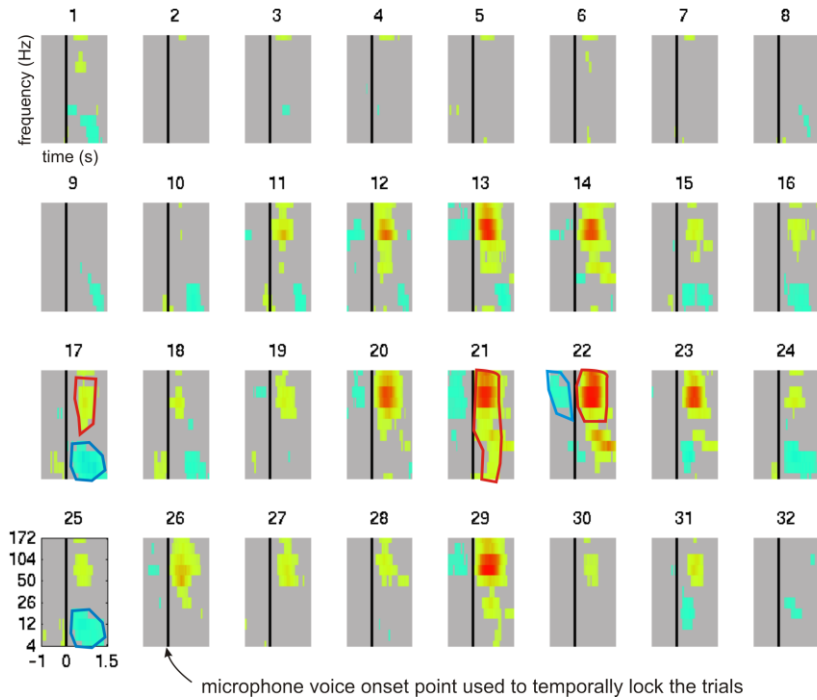 1 2 3 4 5 6 7 8
frequency (Hz)
time (s)
9 10 11 12 13 14 15 16
17 18 19 20 21 22 23 24
25 26 27 28 29 30 31 32
172
104
50
26
12
4
-1 0 1.5
microphone voice onset point used to temporally lock the trials